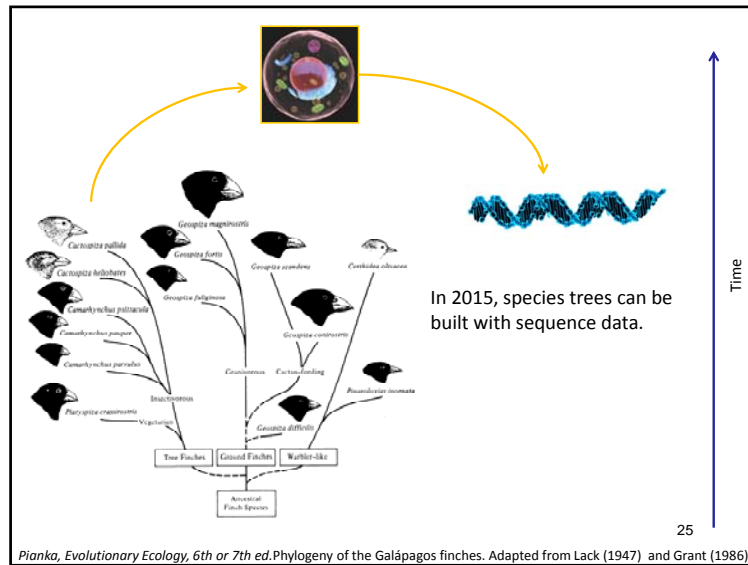 Geospiza magnirostris
Cactospiza pallida
Geospiza fortis
Geospiza scandens
Certhidea olivacea
Cactospiza heliobates
Geospiza fuliginosa
Camarhynchus psittacula
In 2015, species trees can be
built with sequence data.
Time
Camarhynchus pauper
Geospiza conirostris
Camarhynchus parvulus
Granivorous
Cactus-feeding
Pinaroloxias inornata
Insectivorous
Platyspiza crassirostris
Vegetarian
Geospiza difficilis
Tree Finches
Ground Finches
Warbler-like
Ancestral
Finch Species
25
Pianka, Evolutionary Ecology, 6th or 7th ed.Phylogeny of the Galápagos finches. Adapted from Lack (1947) and Grant (1986)